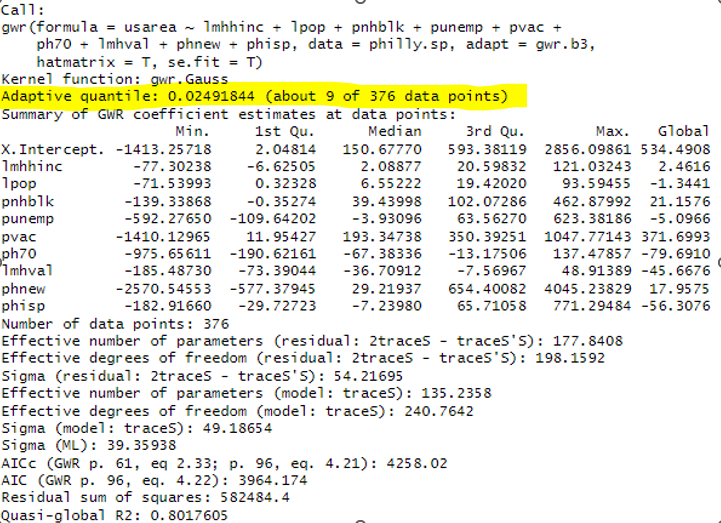 Call:
gwr(formula = usarea ~ lmhhinc + lpop + pnhblk + punemp + pvac +
ph70 + lmhval + phnew + phisp, data = philly.sp, adapt = gwr.b3,
hatmatrix = T, se.fit = T)
Kernel function: gwr.Gauss
Adaptive quantile: 0.02491844 (about 9 of 376 data points)
Summary of GWR coefficient estimates at data points:
Min. 1st Qu. Median 3rd Qu. Max. Global
X.Intercept. -1413.25718 2.04814 150.67770 593.38119 2856.09861 534.4908
lmhhinc -77.30238 -6.62505 2.08877 20.59832 121.03243 2.4616
lpop -71.53993 0.32328 6.55222 19.42020 93.59455 -1.3441
pnhblk -139.33868 -0.35274 39.43998 102.07286 462.87992 21.1576
punemp -592.27650 -109.64202 -3.93096 63.56270 623.38186 -5.0966
pvac -1410.12965 11.95427 193.34738 350.39251 1047.77143 371.6993
ph70 -975.65611 -190.62161 -67.38336 -13.17506 137.47857 -79.6910
lmhval -185.48730 -73.39044 -36.70912 -7.56967 48.91389 -45.6676
phnew -2570.54553 -577.37945 29.21937 654.40082 4045.23829 17.9575
phisp -182.91660 -29.72723 -7.23980 65.71058 771.29484 -56.3076
Number of data points: 376
Effective number of parameters (residual: 2traceS - traceS'S): 177.8408
Effective degrees of freedom (residual: 2traceS - traceS'S): 198.1592
Sigma (residual: 2traceS - traceS'S): 54.21695
Effective number of parameters (model: traceS): 135.2358
Effective degrees of freedom (model: traceS): 240.7642
Sigma (model: traceS): 49.18654
Sigma (ML): 39.35938
AICc (GWR p. 61, eq 2.33; p. 96, eq. 4.21): 4258.02
AIC (GWR p. 96, eq. 4.22): 3964.174
Residual sum of squares: 582484.4
Quasi-global R2: 0.8017605